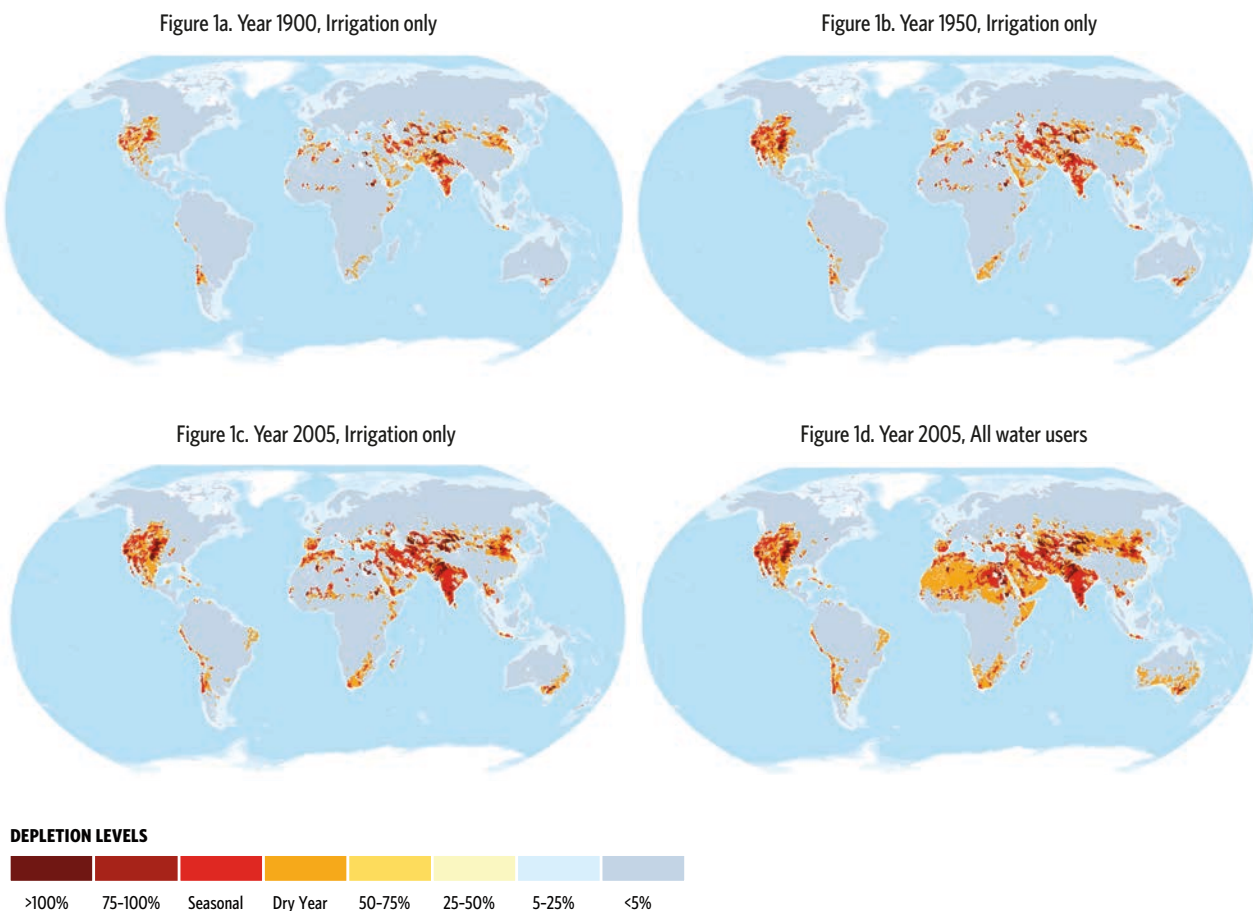 Figure 1a. Year 1900, Irrigation only
Figure 1b. Year 1950, Irrigation only
Figure 1c. Year 2005, Irrigation only
Figure 1d. Year 2005, All water users
DEPLETION LEVELS
>100% 75-100% Seasonal Dry Year 50-75% 25-50% 5-25% <5%